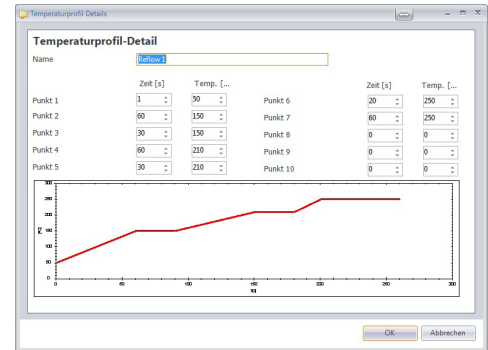 Temperaturprofil Details
Temperaturprofil-Detail
Name Reflow1
Zeit [s] Temp. [... Zeit [s] Temp. [...
Punkt 1 1 50 Punkt 6 20 250
Punkt 2 60 150 Punkt 7 60 250
Punkt 3 30 150 Punkt 8 0 0
Punkt 4 60 210 Punkt 9 0 0
Punkt 5 30 210 Punkt 10 0 0
300
250
200
150
100
50
0
0 50 100 150 200 250 300
OK Abbrechen